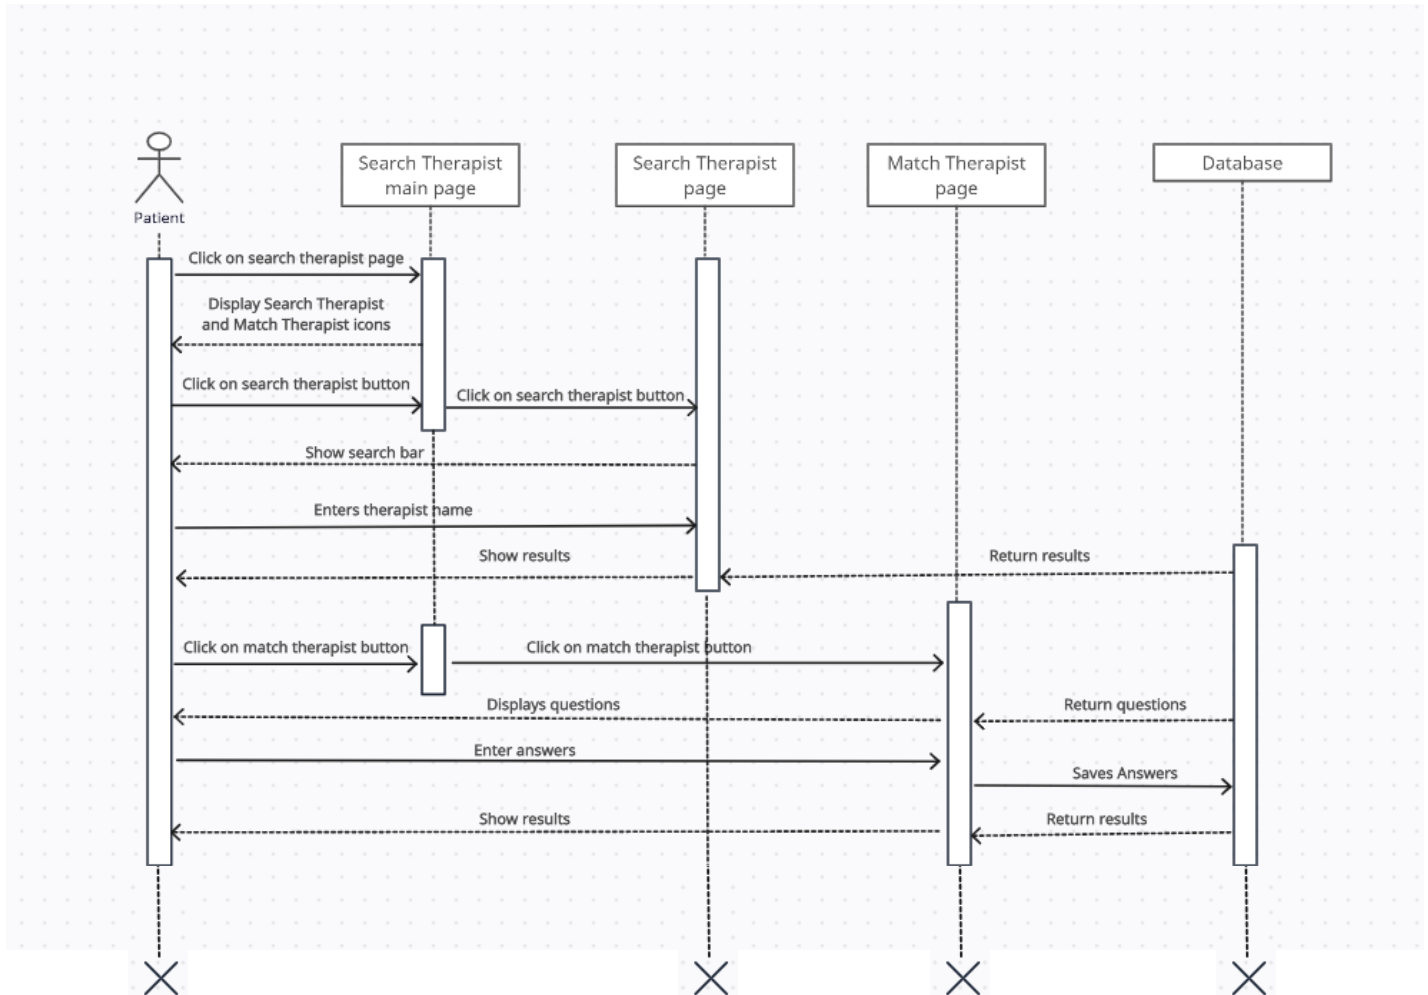 Search Therapist
main page
Search Therapist
page
Match Therapist
page
Database
Patient
Click on search therapist page
Display Search Therapist
and Match Therapist icons
Click on search therapist button
Click on search therapist button
Show search bar
Enters therapist name
Show results
Return results
Click on match therapist button
Click on match therapist button
Displays questions
Return questions
Enter answers
Saves Answers
Show results
Return results